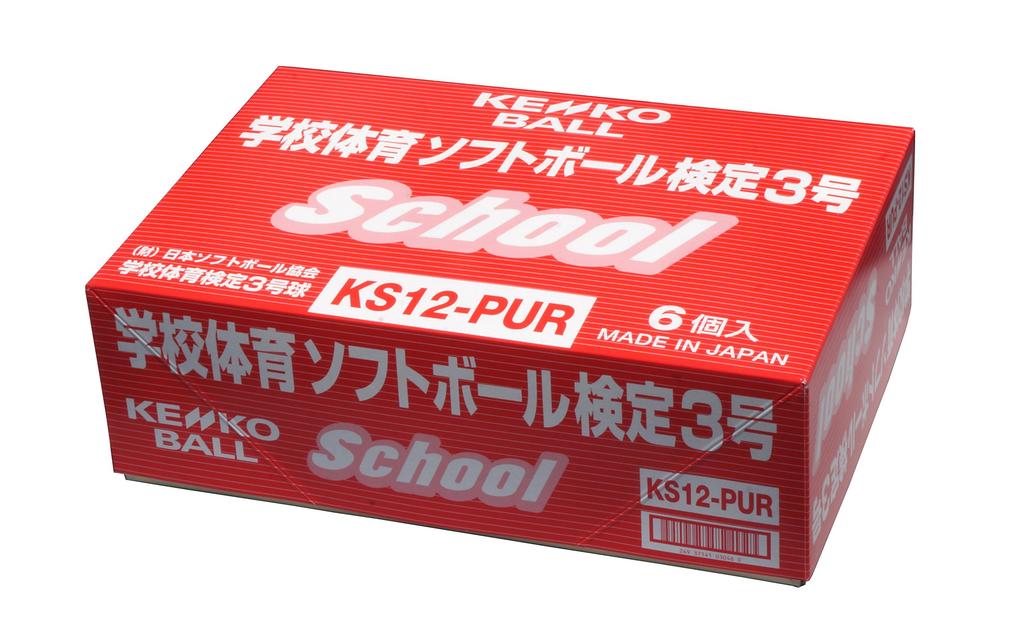 KENKO
BALL
学校体育ソフトボール検定3号
School
(財)日本ソフトボール協会
学校体育検定3号球
KS12-PUR
6個入
MADE IN JAPAN
学校体育ソフトボール検定3号
KENKO
BALL
School
KS12-PUR